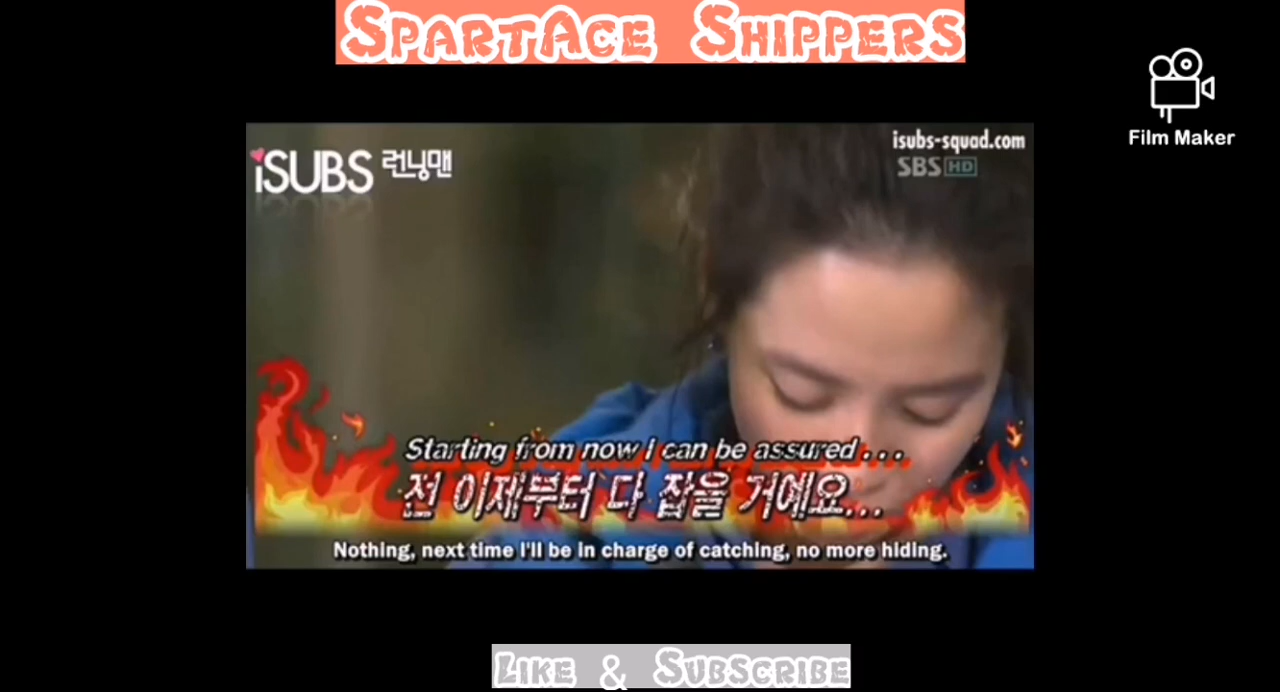 SPARTACE SHIPPERS
Film Maker
isubs-squad.com
iSUBS 런닝맨
SBS HD
Starting from now I can be assured . . .
전 이제부터 다 잡을 거예요...
Nothing, next time I'll be in charge of catching, no more hiding.
LIKE & SUBSCRIBE